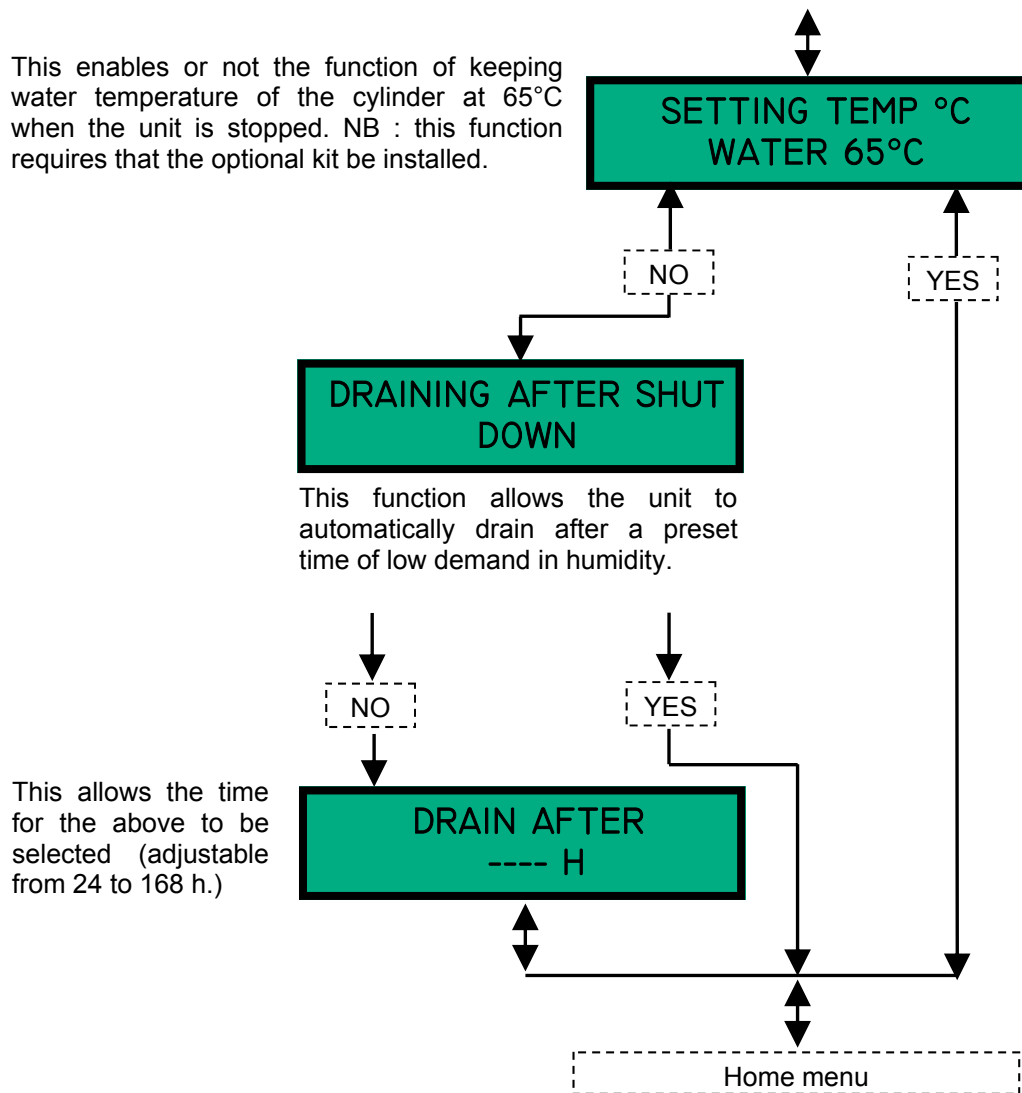 This enables or not the function of keeping
water temperature of the cylinder at 65°C
when the unit is stopped. NB : this function
requires that the optional kit be installed.
SETTING TEMP °C
WATER 65°C
NO
YES
DRAINING AFTER SHUT
DOWN
This function allows the unit to
automatically drain after a preset
time of low demand in humidity.
NO
YES
This allows the time
for the above to be
selected (adjustable
from 24 to 168 h.)
DRAIN AFTER
---- H
Home menu